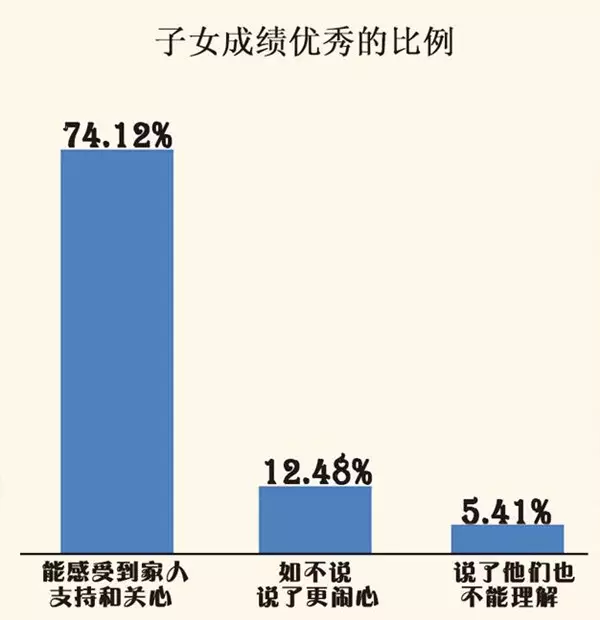 子女成绩优秀的比例
74.12%
12.48%
5.41%
能感受到家人
支持和关心
如不说
说了更闹心
说了他们也
不能理解